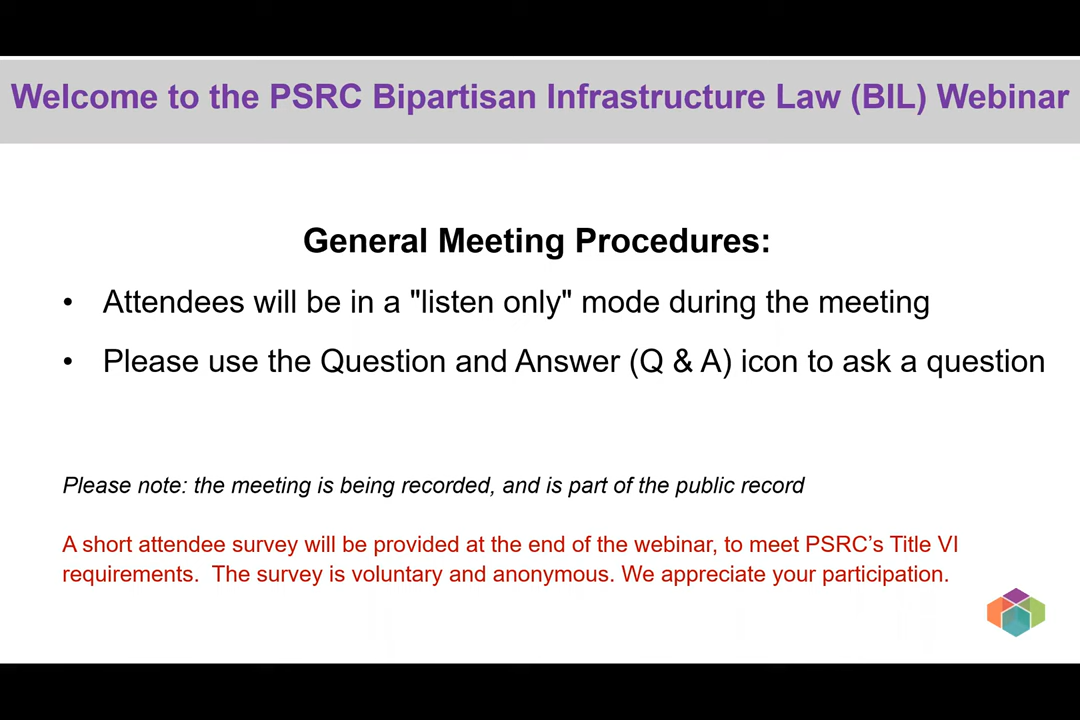 Welcome to the PSRC Bipartisan Infrastructure Law (BIL) Webinar
General Meeting Procedures:
• Attendees will be in a "listen only" mode during the meeting
• Please use the Question and Answer (Q & A) icon to ask a question
Please note: the meeting is being recorded, and is part of the public record
A short attendee survey will be provided at the end of the webinar, to meet PSRC’s Title VI
requirements.  The survey is voluntary and anonymous. We appreciate your participation.